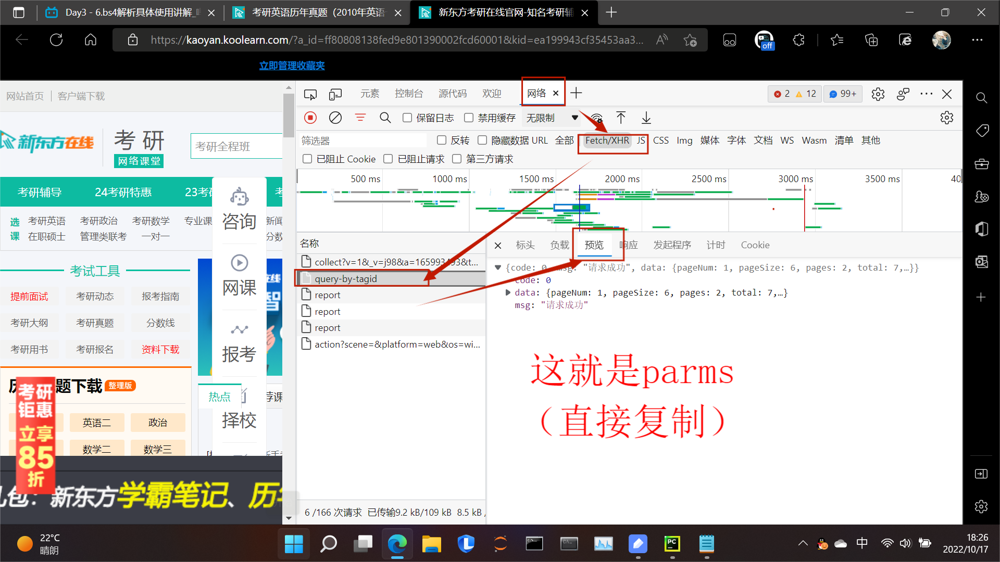 Day3 - 6.bs4解析具体使用讲解_
考研英语历年真题（2010年英语
新东方考研在线官网-知名考研辅
https://kaoyan.koolearn.com/?a_id=ff80808138fed9e801390002fcd60001&kid=ea199943cf35453aa3...
off
立即管理收藏夹
网站首页 客户端下载
新东方在线
考研
网络课堂
考研全程班
考研辅导 24考研特惠 23考研 考
选课
考研英语 考研政治 考研数学 专业课 新闻
在职硕士 管理类联考 一对一 分数
考试工具
提前面试 考研动态 报考指南
考研大纲 考研真题 分数线
考研用书 考研报名 资料下载
咨询
网课
报考
择校
历 题下载 整理版
英语二 政治
数学二 数学三
热点 荐课
考研
钜惠
立享
85
折
礼包：新东方学霸笔记、历年
元素 控制台 源代码 欢迎 网络
2 12 99+
保留日志 禁用缓存 无限制
筛选器 反转 隐藏数据 URL 全部 Fetch/XHR JS CSS Img 媒体 字体 文档 WS Wasm 清单 其他
已阻止 Cookie 已阻止请求 第三方请求
500 ms 1000 ms 1500 ms 2000 ms 2500 ms 3000 ms 3500 ms 40
名称
collect?v=1&_v=j98&a=165993493&t...
query-by-tagid
report
report
report
action?scene=&platform=web&os=wi...
6 /166 次请求 已传输9.2 kB/109 kB 8.5 kB /
标头 负载 预览 响应 发起程序 计时 Cookie
{code: 0, msg: "请求成功", data: {pageNum: 1, pageSize: 6, pages: 2, total: 7,…}}
code: 0
data: {pageNum: 1, pageSize: 6, pages: 2, total: 7,…}
msg: "请求成功"
这就是parms
（直接复制）
22°C
晴朗
PC
中
18:26
2022/10/17